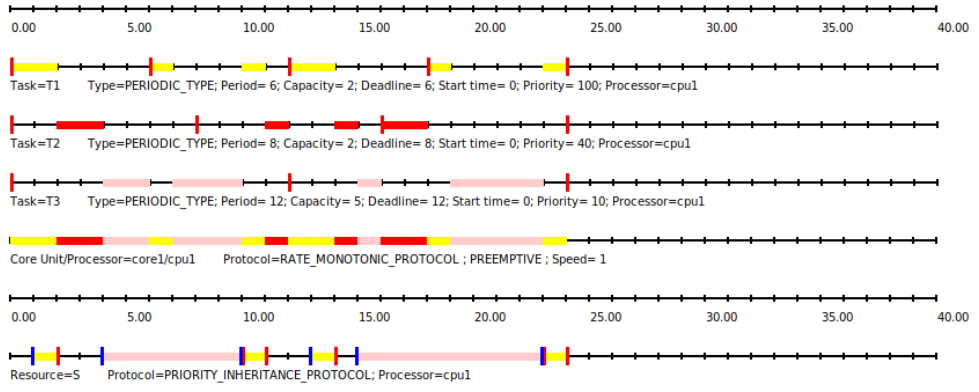 0.00 5.00 10.00 15.00 20.00 25.00 30.00 35.00 40.00
Task=T1 Type=PERIODIC_TYPE; Period= 6; Capacity= 2; Deadline= 6; Start time= 0; Priority= 100; Processor=cpu1
Task=T2 Type=PERIODIC_TYPE; Period= 8; Capacity= 2; Deadline= 8; Start time= 0; Priority= 40; Processor=cpu1
Task=T3 Type=PERIODIC_TYPE; Period= 12; Capacity= 5; Deadline= 12; Start time= 0; Priority= 10; Processor=cpu1
Core Unit/Processor=core1/cpu1 Protocol=RATE_MONOTONIC_PROTOCOL ; PREEMPTIVE ; Speed= 1
0.00 5.00 10.00 15.00 20.00 25.00 30.00 35.00 40.00
Resource=S Protocol=PRIORITY_INHERITANCE_PROTOCOL; Processor=cpu1